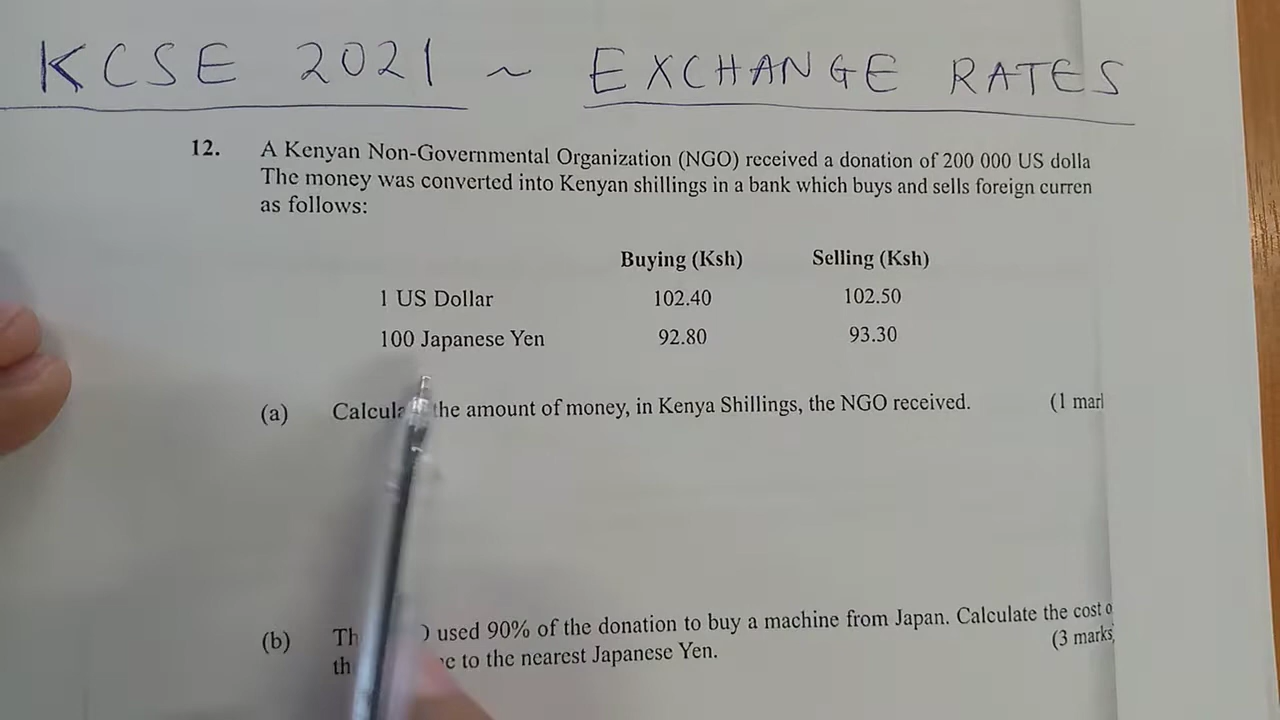 KCSE 2021 ~ EXCHANGE RATES
12. A Kenyan Non-Governmental Organization (NGO) received a donation of 200 000 US dolla
The money was converted into Kenyan shillings in a bank which buys and sells foreign curren
as follows:
Buying (Ksh) Selling (Ksh)
1 US Dollar 102.40 102.50
100 Japanese Yen 92.80 93.30
(a) Calcula the amount of money, in Kenya Shillings, the NGO received. (1 mar
(b) Th used 90% of the donation to buy a machine from Japan. Calculate the cost o
th to the nearest Japanese Yen. (3 marks